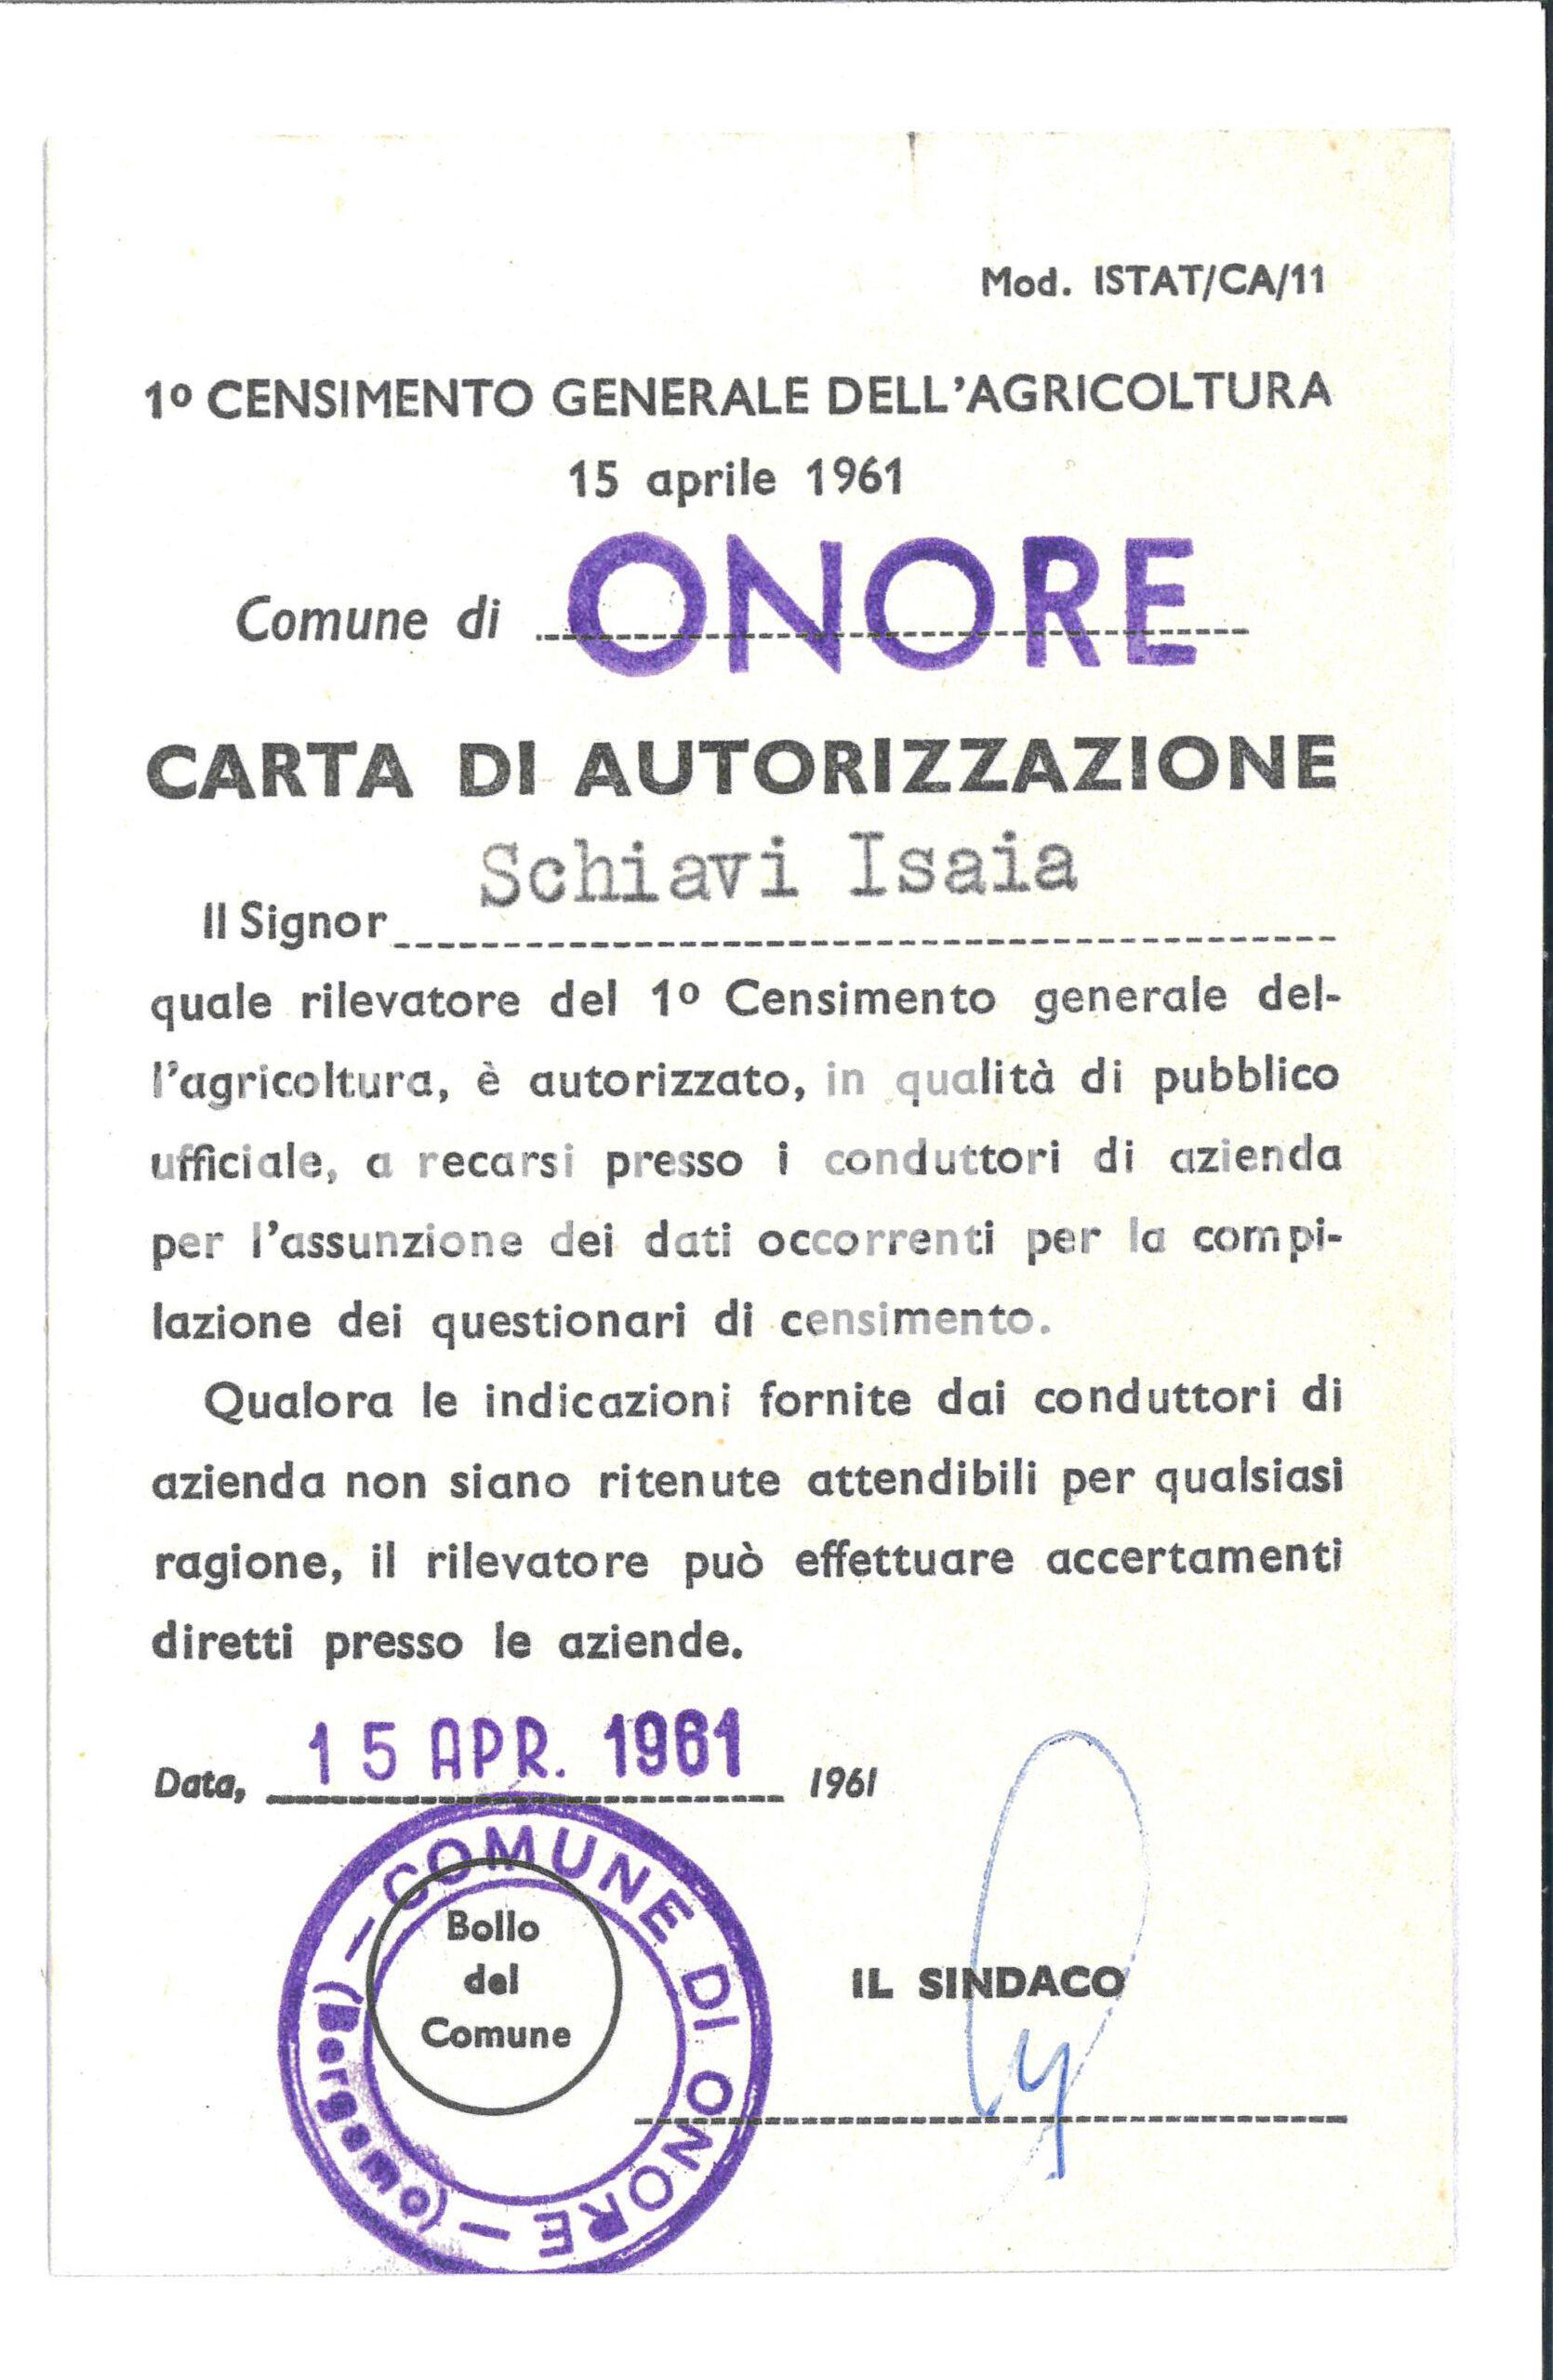 Mod. ISTAT/CA/11
1º CENSIMENTO GENERALE DELL'AGRICOLTURA
15 aprile 1961
Comune di ONORE
CARTA DI AUTORIZZAZIONE
Il Signor Schiavi Isaia
quale rilevatore del 1º Censimento generale del-
l'agricoltura, è autorizzato, in qualità di pubblico
ufficiale, a recarsi presso i conduttori di azienda
per l'assunzione dei dati occorrenti per la compi-
lazione dei questionari di censimento.
Qualora le indicazioni fornite dai conduttori di
azienda non siano ritenute attendibili per qualsiasi
ragione, il rilevatore può effettuare accertamenti
diretti presso le aziende.
Data, 15 APR. 1961 1961
COMUNE DI ONORE - (Bergamo) -
Bollo
del
Comune
IL SINDACO